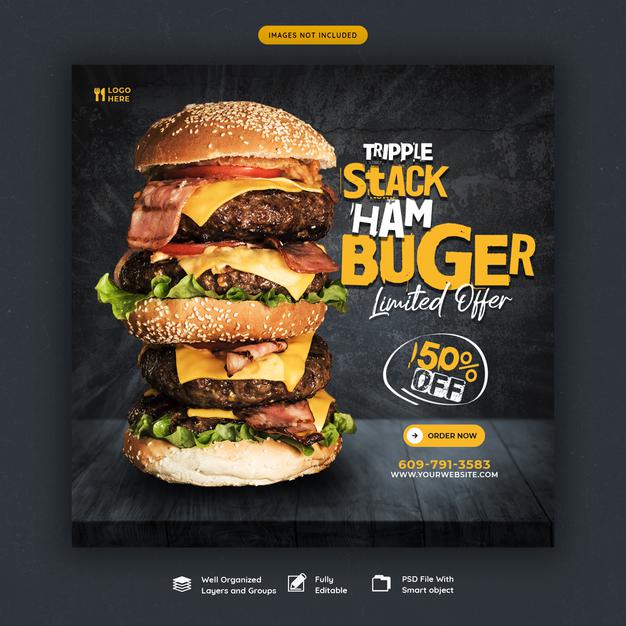 IMAGES NOT INCLUDED
LOGO
HERE
TRIPPLE
StACK
HAM
BUGER
Limited Offer
50%
OFF
ORDER NOW
609-791-3583
WWW.YOURWEBSITE.COM
Well Organized
Layers and Groups
Fully
Editable
PSD File With
Smart object